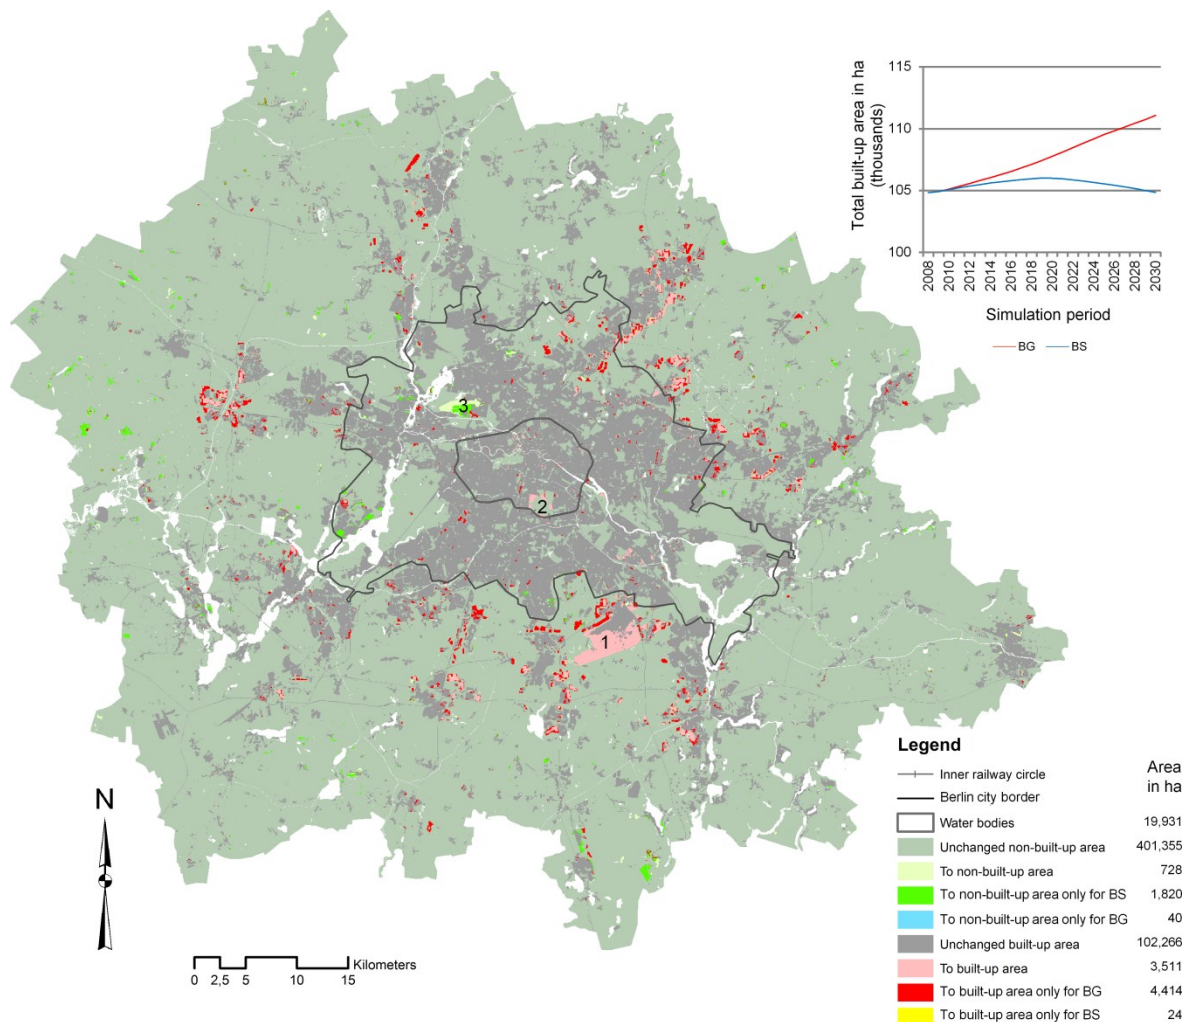 115
110
105
100
Total built-up area in ha
(thousands)
2008
2010
2012
2014
2016
2018
2020
2022
2024
2026
2028
2030
Simulation period
BG BS
3
2
1
N
Kilometers
0 2,5 5 10 15
Legend
Area
in ha
Inner railway circle
Berlin city border
Water bodies 19,931
Unchanged non-built-up area 401,355
To non-built-up area 728
To non-built-up area only for BS 1,820
To non-built-up area only for BG 40
Unchanged built-up area 102,266
To built-up area 3,511
To built-up area only for BG 4,414
To built-up area only for BS 24